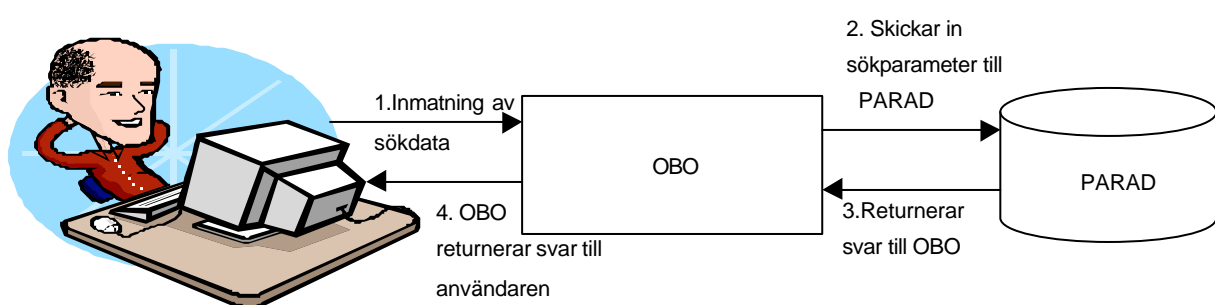 1.Inmatning av
sökdata
OBO
2. Skickar in
sökparameter till
PARAD
PARAD
3.Returnerar
svar till OBO
4. OBO
returnerar svar till
användaren